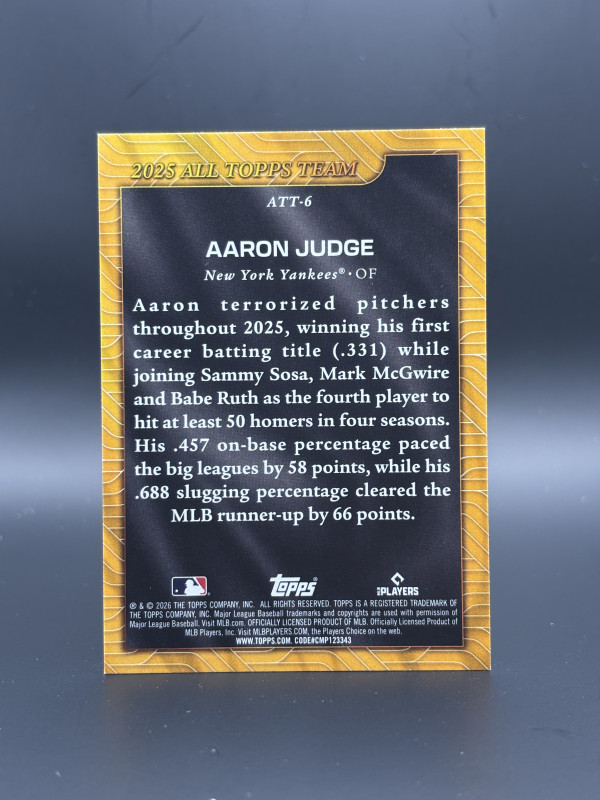 2025 ALL TOPPS TEAM
ATT-6
AARON JUDGE
New York Yankees® • OF
Aaron terrorized pitchers
throughout 2025, winning his first
career batting title (.331) while
joining Sammy Sosa, Mark McGwire
and Babe Ruth as the fourth player to
hit at least 50 homers in four seasons.
His .457 on-base percentage paced
the big leagues by 58 points, while his
.688 slugging percentage cleared the
MLB runner-up by 66 points.
topps®
MLB PLAYERS
® & © 2026 THE TOPPS COMPANY, INC. ALL RIGHTS RESERVED. TOPPS IS A REGISTERED TRADEMARK OF
THE TOPPS COMPANY, INC. Major League Baseball trademarks and copyrights are used with permission of
Major League Baseball. Visit MLB.com. OFFICIALLY LICENSED PRODUCT OF MLB. Officially Licensed Product of
MLB Players, Inc. Visit MLBPLAYERS.COM, the Players Choice on the web.
WWW.TOPPS.COM. CODE#CMP123343